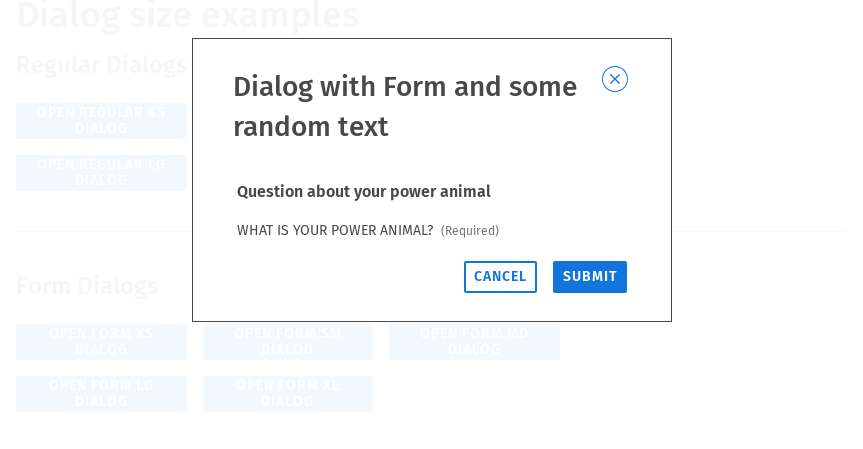 Dialog size examples
Regular Dialogs
OPEN REGULAR XS
DIALOG
OPEN REGULAR LG
DIALOG
Dialog with Form and some
random text
Question about your power animal
WHAT IS YOUR POWER ANIMAL? (Required)
CANCEL SUBMIT
Form Dialogs
OPEN FORM XS
DIALOG
OPEN FORM SM
DIALOG
OPEN FORM MD
DIALOG
OPEN FORM LG
DIALOG
OPEN FORM XL
DIALOG